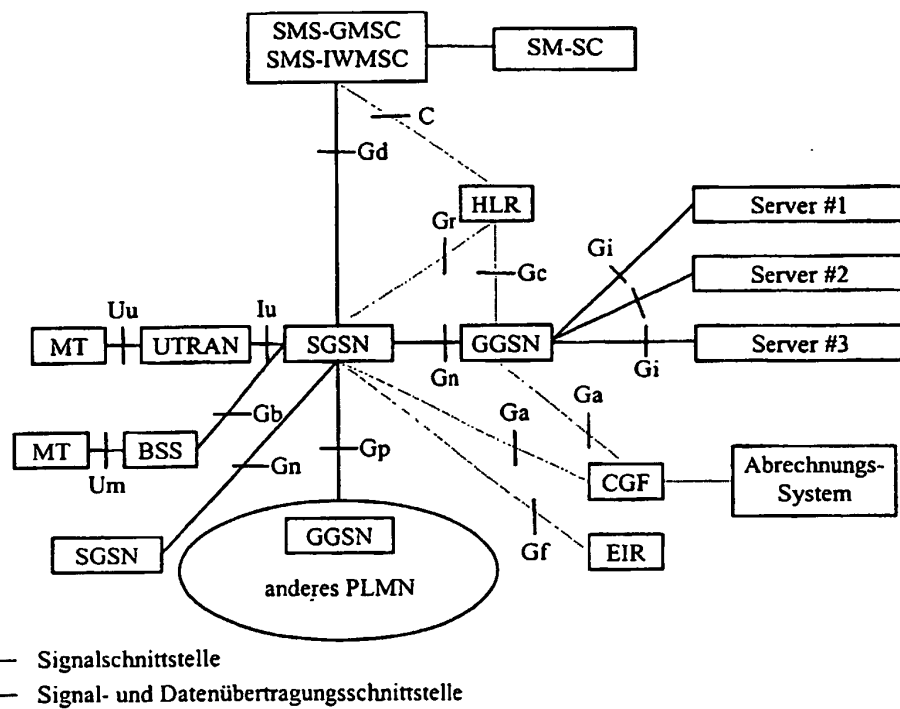 SMS-GMSC
SMS-IWMSC
SM-SC
C
Gd
HLR
Server #1
Gr
Gi
Gc
Server #2
Uu
Iu
MT
UTRAN
SGSN
GGSN
Server #3
Gn
Gi
Ga
Ga
Gb
MT
BSS
Gp
Um
Gn
CGF
Abrechnungs-
System
SGSN
GGSN
Gf
EIR
anderes PLMN
Signalschnittstelle
Signal- und Datenübertragungsschnittstelle